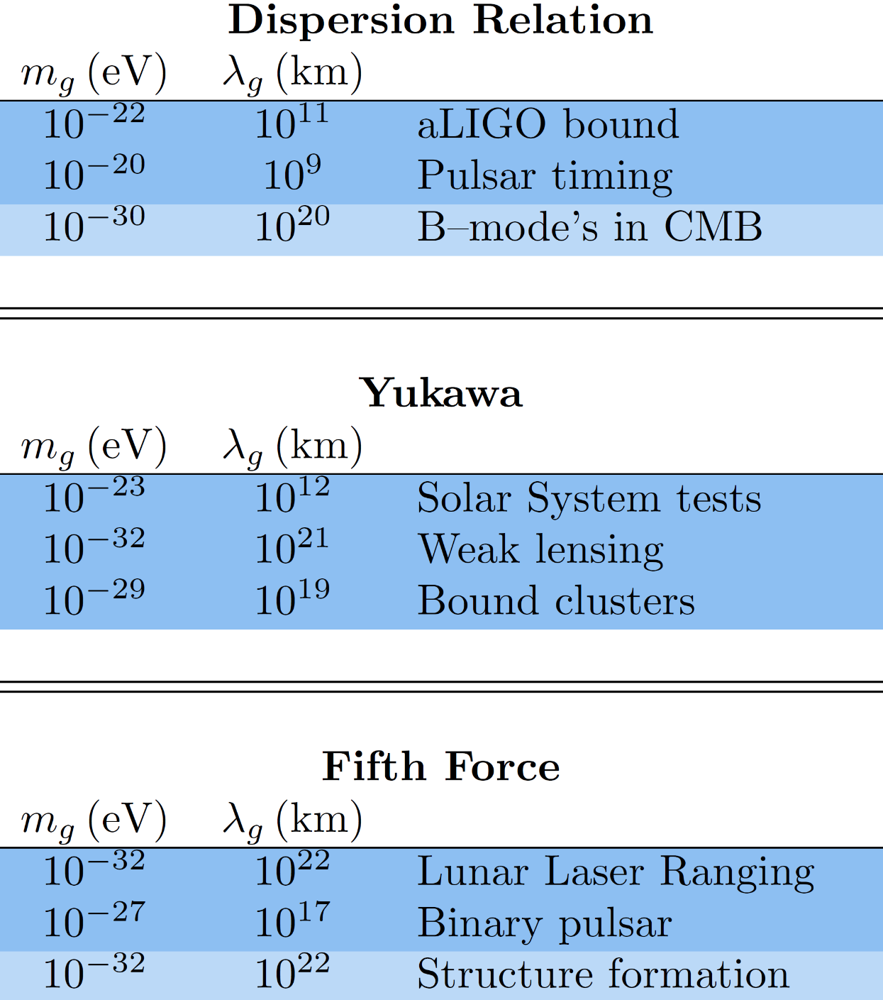 Dispersion Relation
m_g (eV) λ_g (km)
10^{−22} 10^{11} aLIGO bound
10^{−20} 10^{9} Pulsar timing
10^{−30} 10^{20} B–mode’s in CMB
Yukawa
m_g (eV) λ_g (km)
10^{−23} 10^{12} Solar System tests
10^{−32} 10^{21} Weak lensing
10^{−29} 10^{19} Bound clusters
Fifth Force
m_g (eV) λ_g (km)
10^{−32} 10^{22} Lunar Laser Ranging
10^{−27} 10^{17} Binary pulsar
10^{−32} 10^{22} Structure formation